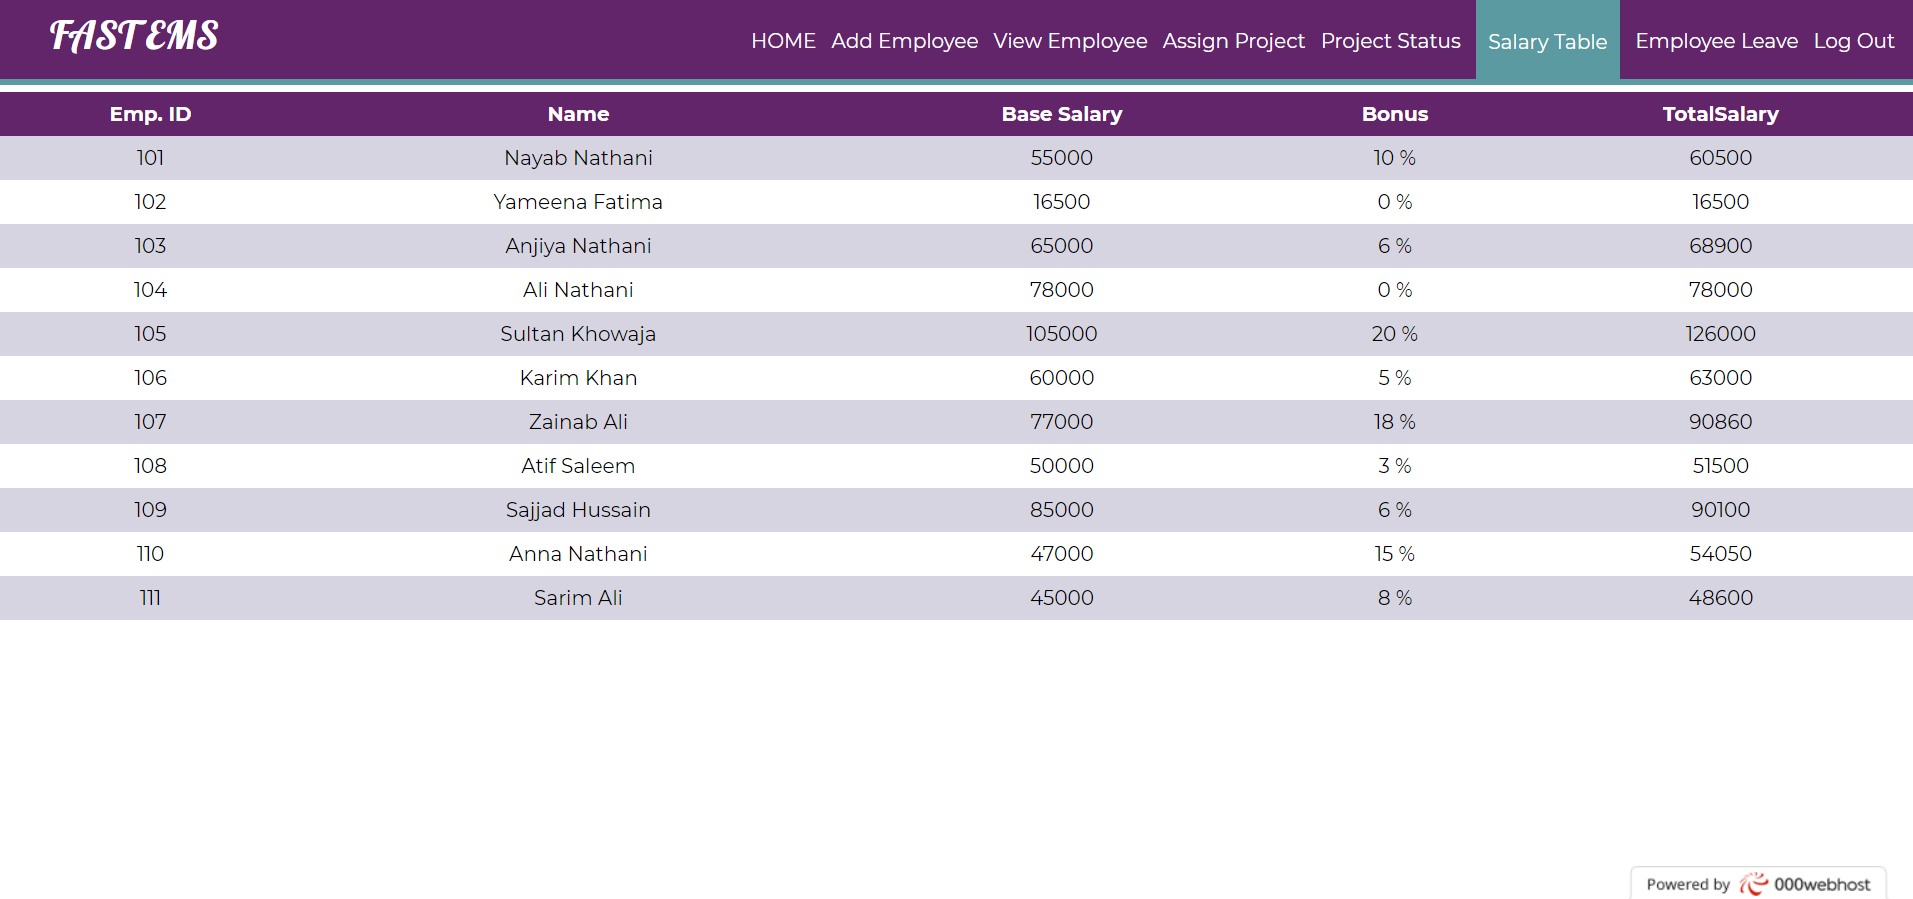 FAST EMS
HOME Add Employee View Employee Assign Project Project Status Salary Table Employee Leave Log Out
Emp. ID Name Base Salary Bonus TotalSalary
101 Nayab Nathani 55000 10 % 60500
102 Yameena Fatima 16500 0 % 16500
103 Anjiya Nathani 65000 6 % 68900
104 Ali Nathani 78000 0 % 78000
105 Sultan Khowaja 105000 20 % 126000
106 Karim Khan 60000 5 % 63000
107 Zainab Ali 77000 18 % 90860
108 Atif Saleem 50000 3 % 51500
109 Sajjad Hussain 85000 6 % 90100
110 Anna Nathani 47000 15 % 54050
111 Sarim Ali 45000 8 % 48600
Powered by 000webhost